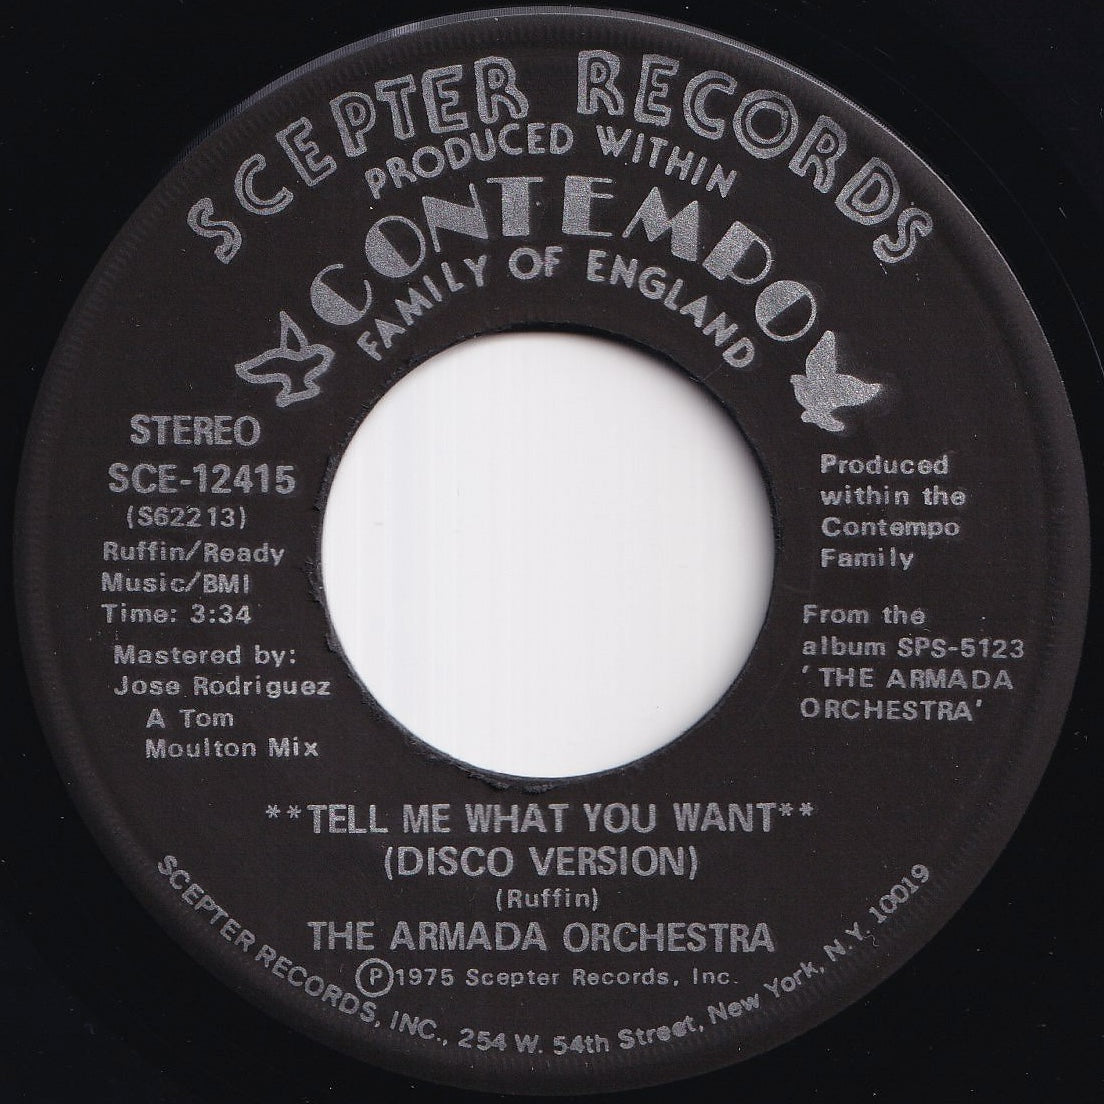 SCEPTER RECORDS
PRODUCED WITHIN
CONTEMPO
FAMILY OF ENGLAND
STEREO
SCE-12415
(S62213)
Ruffin/Ready
Music/BMI
Time: 3:34
Mastered by:
Jose Rodriguez
A Tom
Moulton Mix
Produced
within the
Contempo
Family
From the
album SPS-5123
'THE ARMADA
ORCHESTRA'
**TELL ME WHAT YOU WANT**
(DISCO VERSION)
(Ruffin)
THE ARMADA ORCHESTRA
Ⓟ1975 Scepter Records, Inc.
SCEPTER RECORDS, INC., 254 W. 54th Street, New York, N.Y. 10019